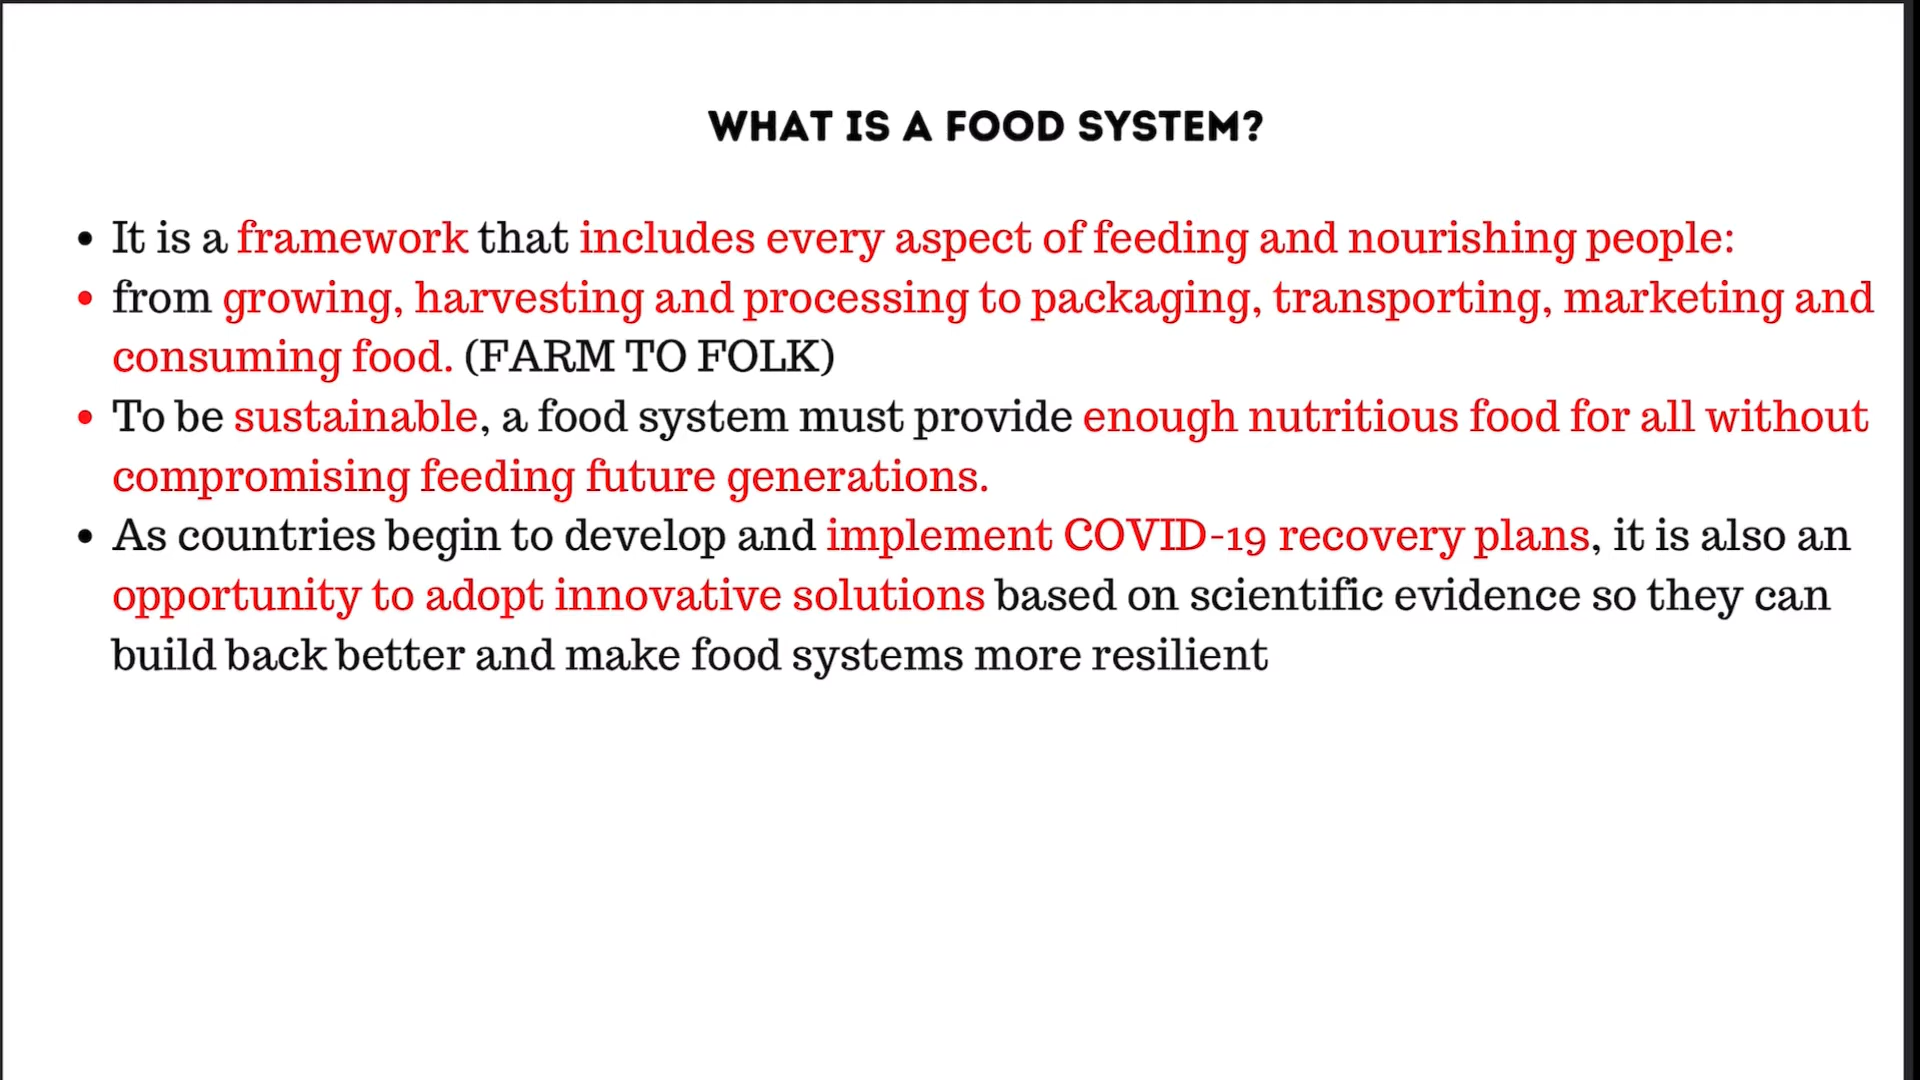 WHAT IS A FOOD SYSTEM?
• It is a framework that includes every aspect of feeding and nourishing people:
• from growing, harvesting and processing to packaging, transporting, marketing and
consuming food. (FARM TO FOLK)
• To be sustainable, a food system must provide enough nutritious food for all without
compromising feeding future generations.
• As countries begin to develop and implement COVID-19 recovery plans, it is also an
opportunity to adopt innovative solutions based on scientific evidence so they can
build back better and make food systems more resilient